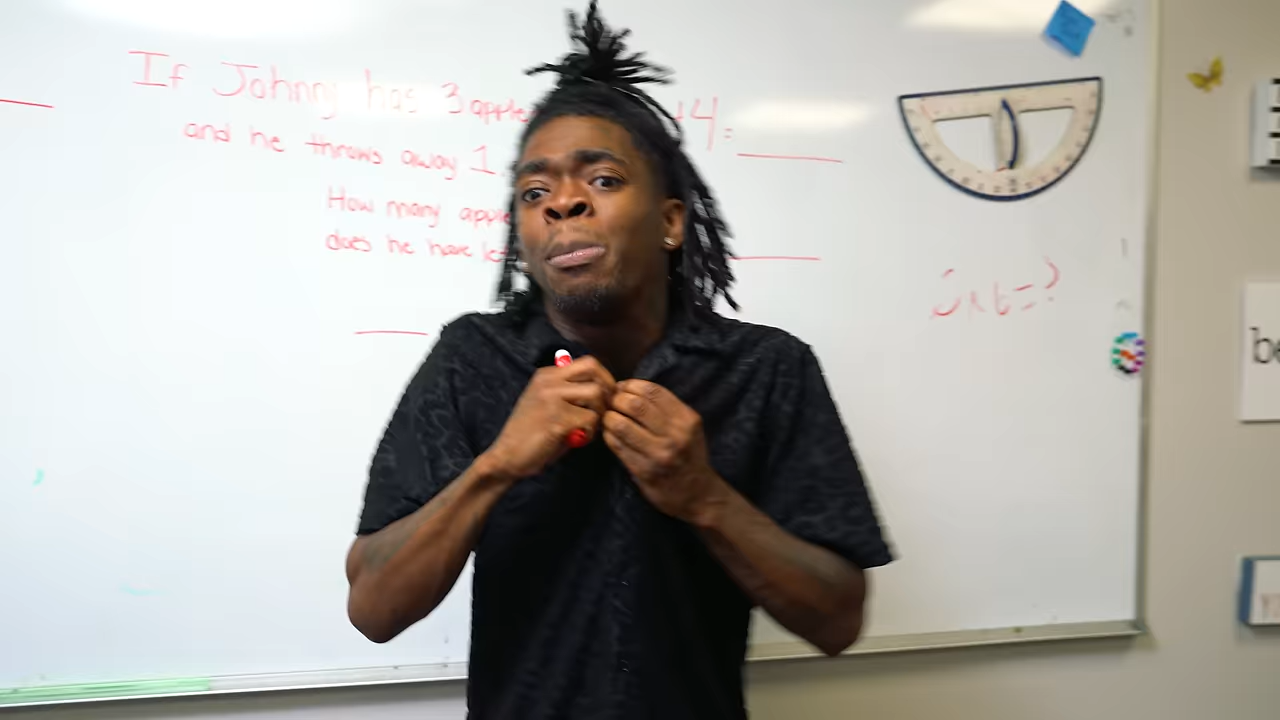 If Johnny has 3 apple
+4=
and he throws away 1
How many apple
does he have le
be